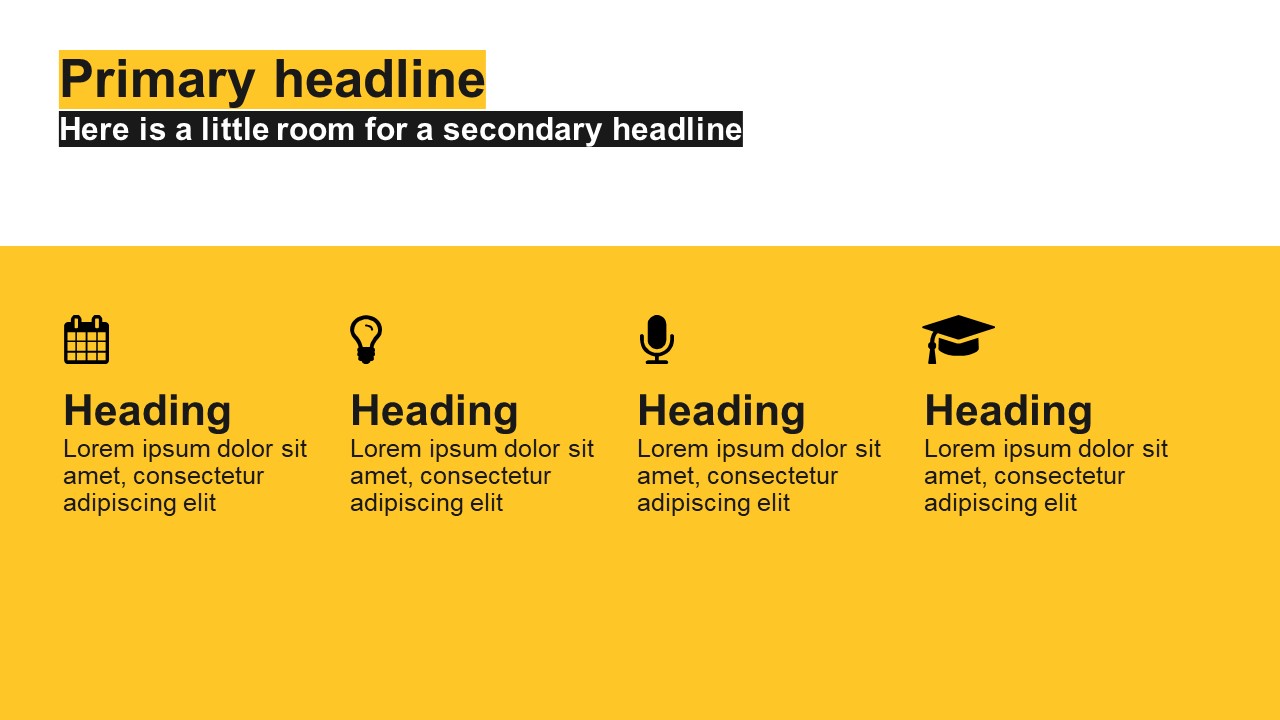 Primary headline
Here is a little room for a secondary headline
Heading
Lorem ipsum dolor sit
amet, consectetur
adipiscing elit
Heading
Lorem ipsum dolor sit
amet, consectetur
adipiscing elit
Heading
Lorem ipsum dolor sit
amet, consectetur
adipiscing elit
Heading
Lorem ipsum dolor sit
amet, consectetur
adipiscing elit